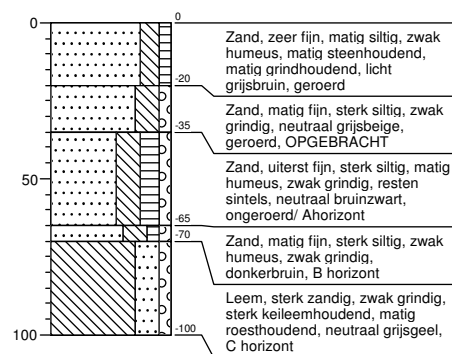 0
0
Zand, zeer fijn, matig siltig, zwak
humeus, matig steenhoudend,
matig grindhoudend, licht
grijsbruin, geroerd
-20
Zand, matig fijn, sterk siltig, zwak
grindig, neutraal grijsbeige,
geroerd, OPGEBRACHT
-35
Zand, uiterst fijn, sterk siltig, matig
humeus, zwak grindig, resten
sintels, neutraal bruinzwart,
ongeroerd/ Ahorizont
50
-65
Zand, matig fijn, sterk siltig, zwak
humeus, zwak grindig,
donkerbruin, B horizont
-70
Leem, sterk zandig, zwak grindig,
sterk keileemhoudend, matig
roesthoudend, neutraal grijsgeel,
C horizont
100
-100